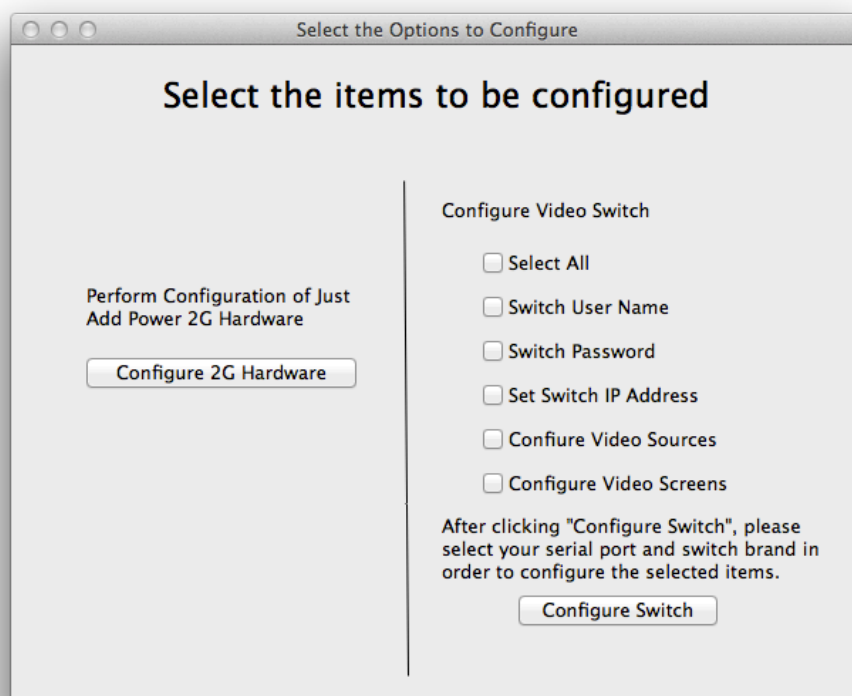 Select the Options to Configure
Select the items to be configured
Perform Configuration of Just
Add Power 2G Hardware
Configure 2G Hardware
Configure Video Switch
Select All
Switch User Name
Switch Password
Set Switch IP Address
Confiure Video Sources
Configure Video Screens
After clicking "Configure Switch", please
select your serial port and switch brand in
order to configure the selected items.
Configure Switch